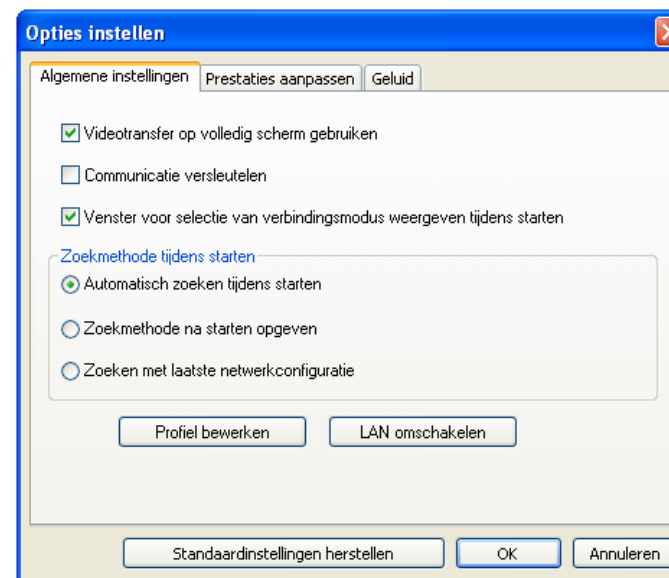 Opties instellen
Algemene instellingen Prestaties aanpassen Geluid
Videotransfer op volledig scherm gebruiken
Communicatie versleutelen
Venster voor selectie van verbindingsmodus weergeven tijdens starten
Zoekmethode tijdens starten
Automatisch zoeken tijdens starten
Zoekmethode na starten opgeven
Zoeken met laatste netwerkconfiguratie
Profiel bewerken LAN omschakelen
Standaardinstellingen herstellen OK Annuleren